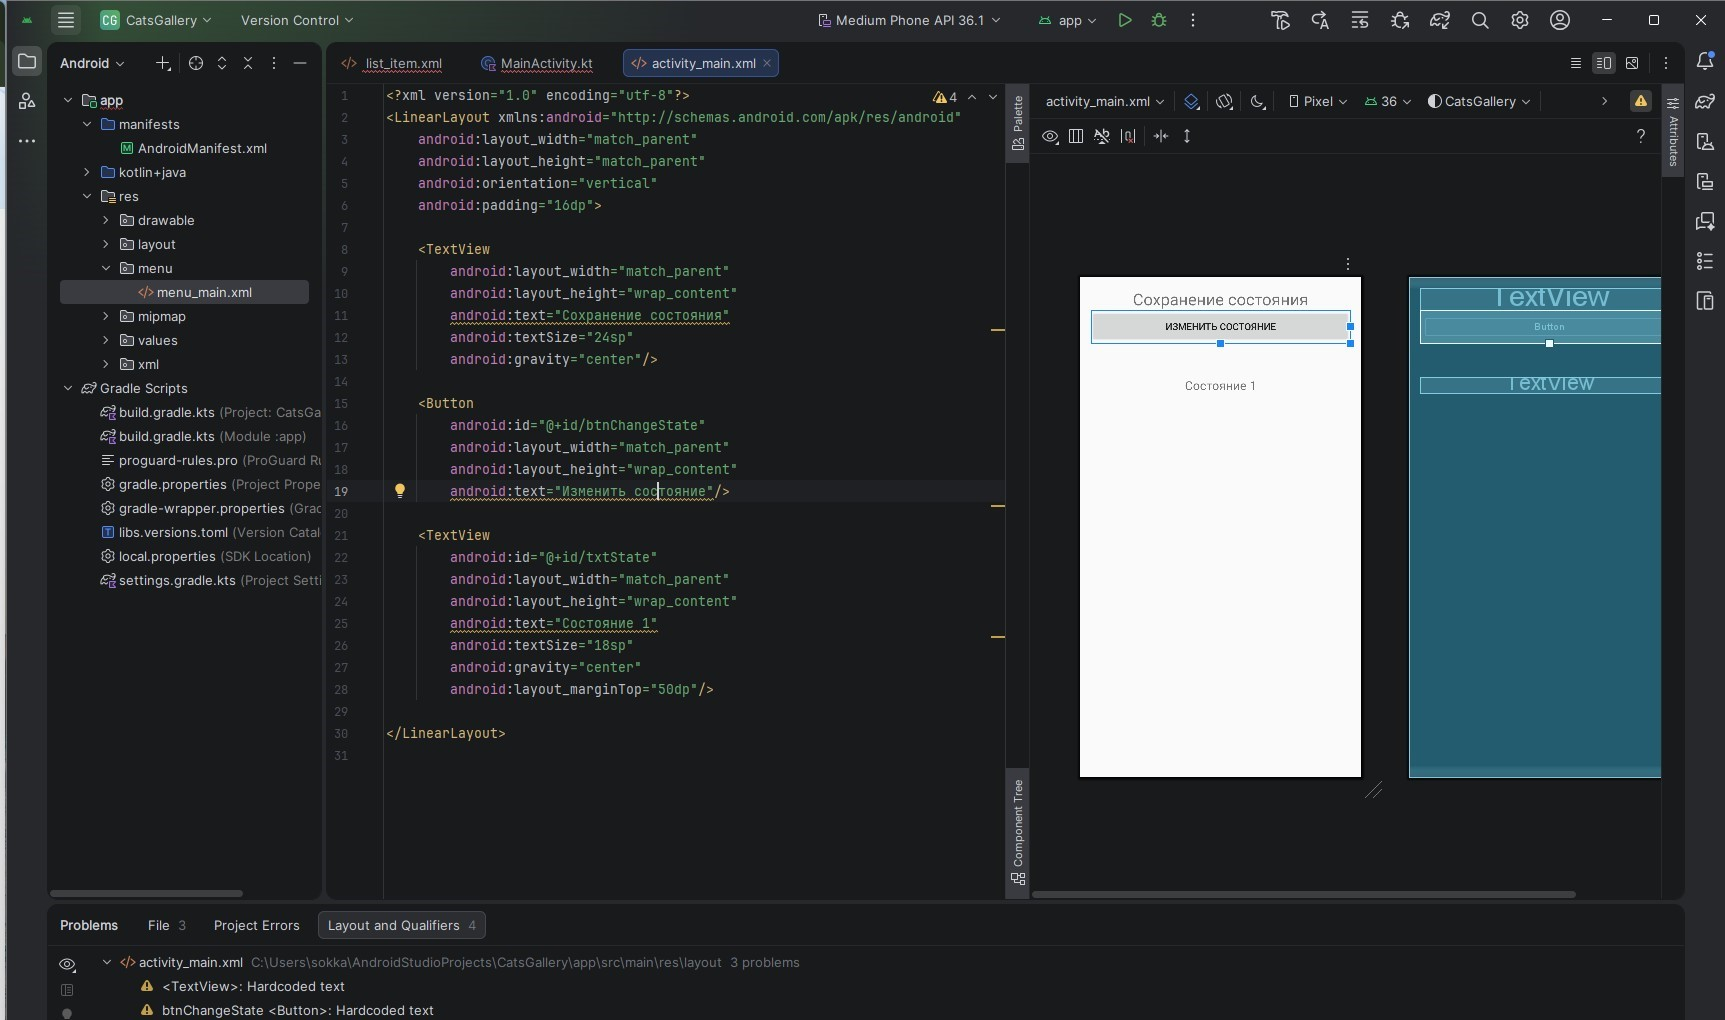 CG CatsGallery
Version Control
Medium Phone API 36.1
app
Android
list_item.xml
MainActivity.kt
activity_main.xml
app
manifests
AndroidManifest.xml
kotlin+java
res
drawable
layout
menu
menu_main.xml
mipmap
values
xml
Gradle Scripts
build.gradle.kts (Project: CatsGa
build.gradle.kts (Module :app)
proguard-rules.pro (ProGuard Ru
gradle.properties (Project Prope
gradle-wrapper.properties (Grad
libs.versions.toml (Version Catal
local.properties (SDK Location)
settings.gradle.kts (Project Setti
1 <?xml version="1.0" encoding="utf-8"?>
2 <LinearLayout xmlns:android="http://schemas.android.com/apk/res/android"
3 android:layout_width="match_parent"
4 android:layout_height="match_parent"
5 android:orientation="vertical"
6 android:padding="16dp">
7
8 <TextView
9 android:layout_width="match_parent"
10 android:layout_height="wrap_content"
11 android:text="Сохранение состояния"
12 android:textSize="24sp"
13 android:gravity="center"/>
14
15 <Button
16 android:id="@+id/btnChangeState"
17 android:layout_width="match_parent"
18 android:layout_height="wrap_content"
19 android:text="Изменить состояние"/>
20
21 <TextView
22 android:id="@+id/txtState"
23 android:layout_width="match_parent"
24 android:layout_height="wrap_content"
25 android:text="Состояние 1"
26 android:textSize="18sp"
27 android:gravity="center"
28 android:layout_marginTop="50dp"/>
29
30 </LinearLayout>
31
4
Palette
Component Tree
activity_main.xml
Pixel
36
CatsGallery
?
Attributes
Сохранение состояния
ИЗМЕНИТЬ СОСТОЯНИЕ
Состояние 1
TextView
Button
TextView
Problems
File 3
Project Errors
Layout and Qualifiers 4
activity_main.xml C:\Users\sokka\AndroidStudioProjects\CatsGallery\app\src\main\res\layout 3 problems
<TextView>: Hardcoded text
btnChangeState <Button>: Hardcoded text